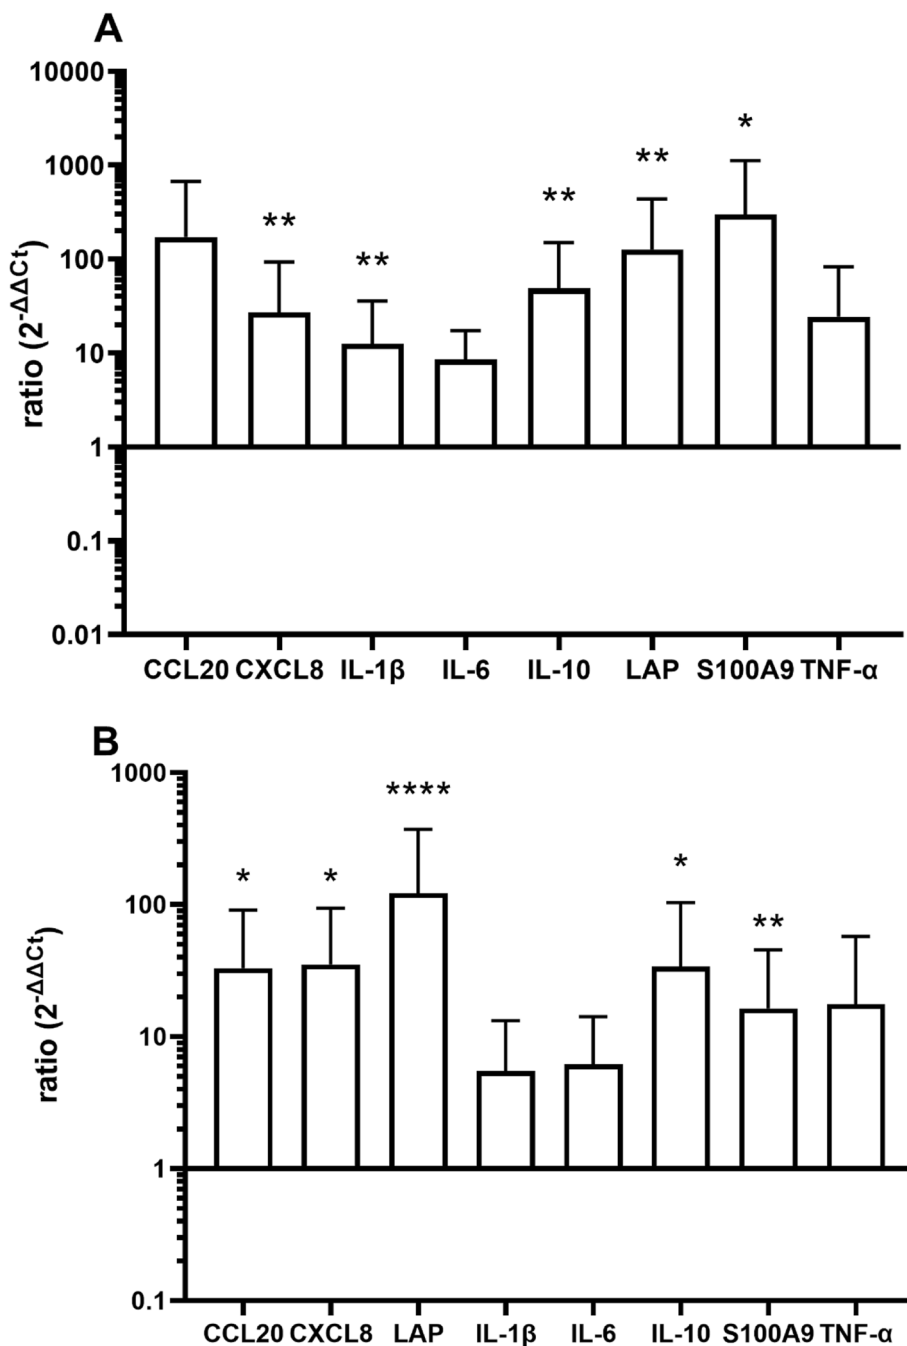 A
10000
1000
100
10
1
0.1
0.01
ratio (2-ΔΔCt)
** ** ** ** *
CCL20 CXCL8 IL-1β IL-6 IL-10 LAP S100A9 TNF-α
B
1000
100
10
1
0.1
ratio (2-ΔΔCt)
* * **** * **
CCL20 CXCL8 LAP IL-1β IL-6 IL-10 S100A9 TNF-α